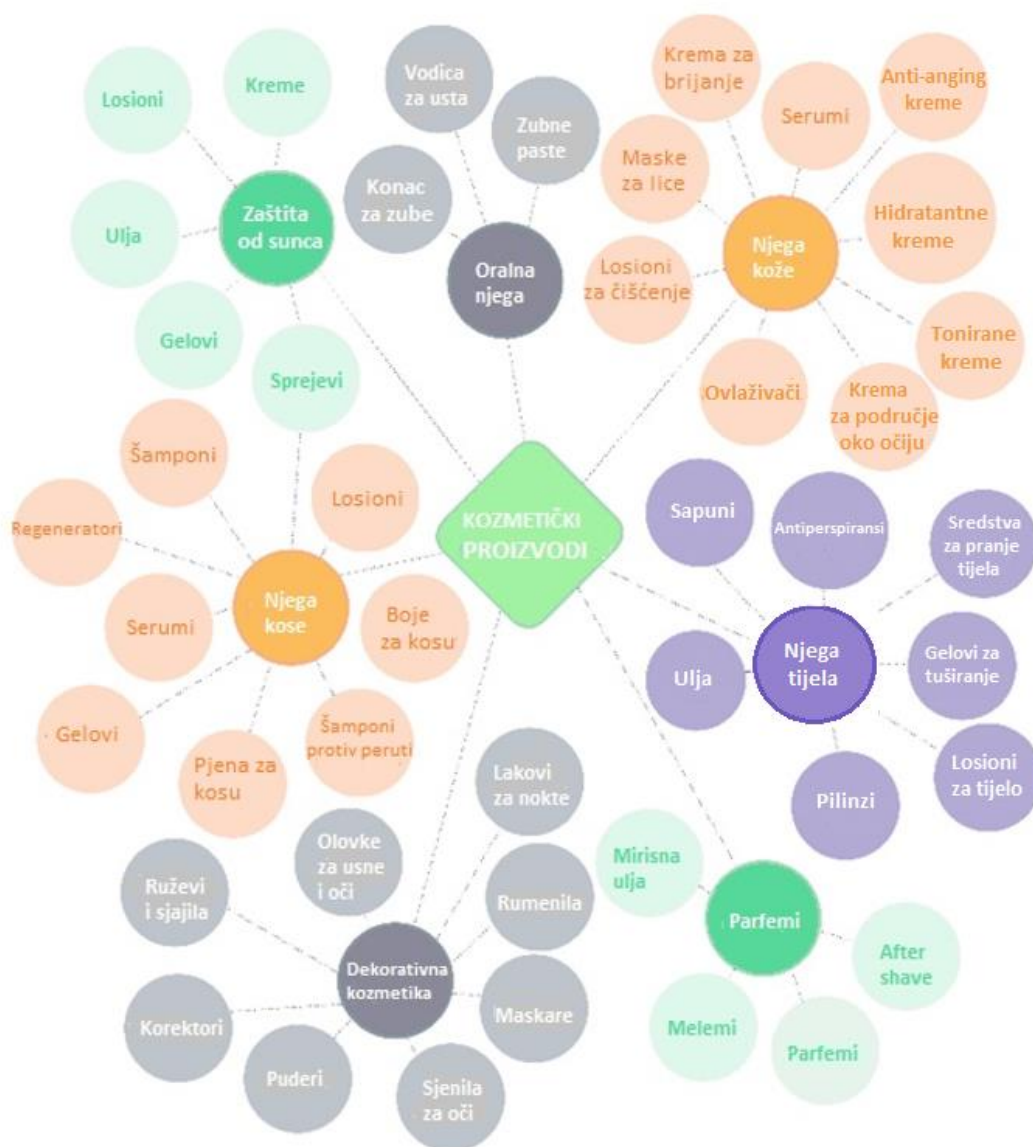 Losioni
Kreme
Ulja
Zaštita
od sunca
Gelovi
Sprejevi
Vodica
za usta
Zubne
paste
Konac
za zube
Oralna
njega
Krema za
brijanje
Serumi
Anti-anging
kreme
Maske
za lice
Hidratantne
kreme
Njega
kože
Losioni
za čišćenje
Tonirane
kreme
Ovlaživači
Krema
za područje
oko očiju
KOZMETIČKI
PROIZVODI
Šamponi
Losioni
Regeneratori
Njega
kose
Serumi
Boje
za kosu
Gelovi
Pjena za
kosu
Šamponi
protiv peruti
Sapuni
Antiperspiransi
Sredstva
za pranje
tijela
Njega
tijela
Ulja
Gelovi za
tuširanje
Pilinzi
Losioni
za tijelo
Lakovi
za nokte
Olovke
za usne
i oči
Ruževi
i sjajila
Rumenila
Dekorativna
kozmetika
Korektori
Maskare
Puderi
Sjenila
za oči
Mirisna
ulja
Parfemi
After
shave
Melemi
Parfemi